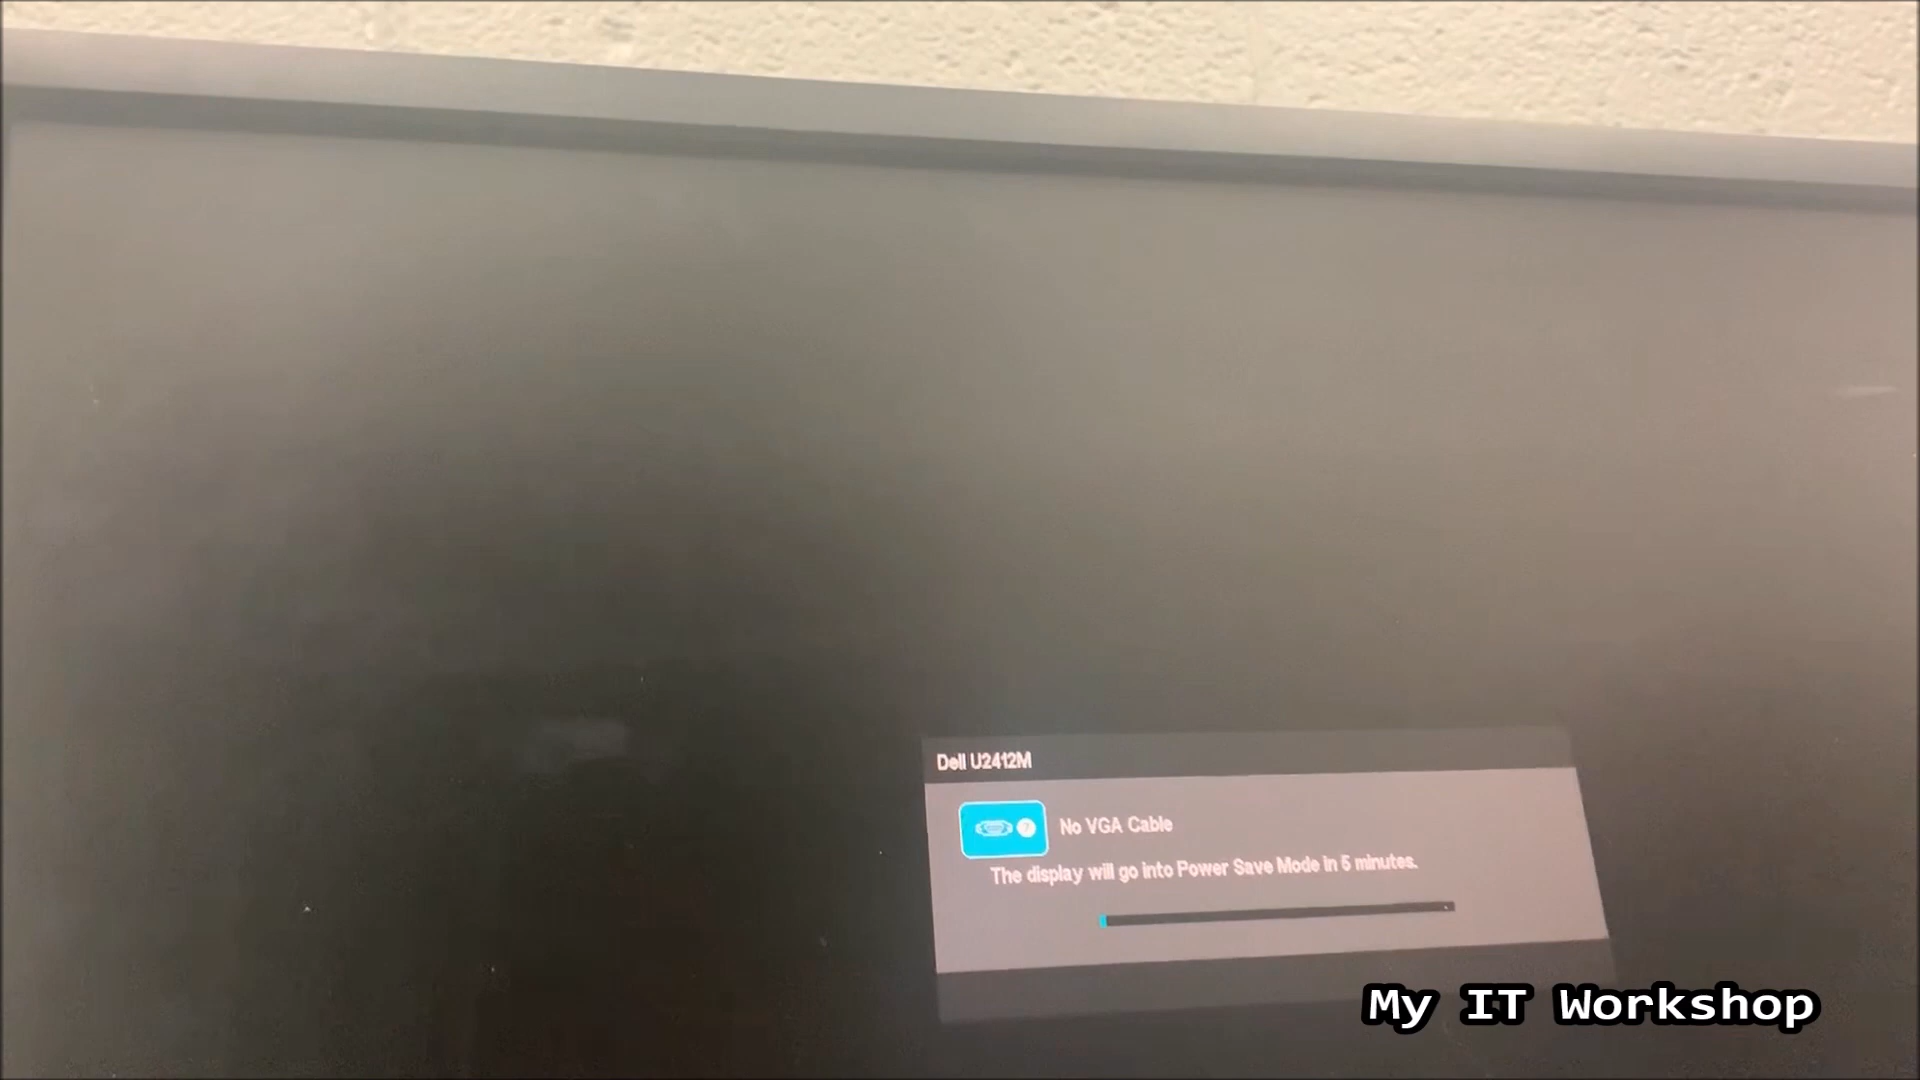 Dell U2412M
No VGA Cable
The display will go into Power Save Mode in 5 minutes.
My IT Workshop